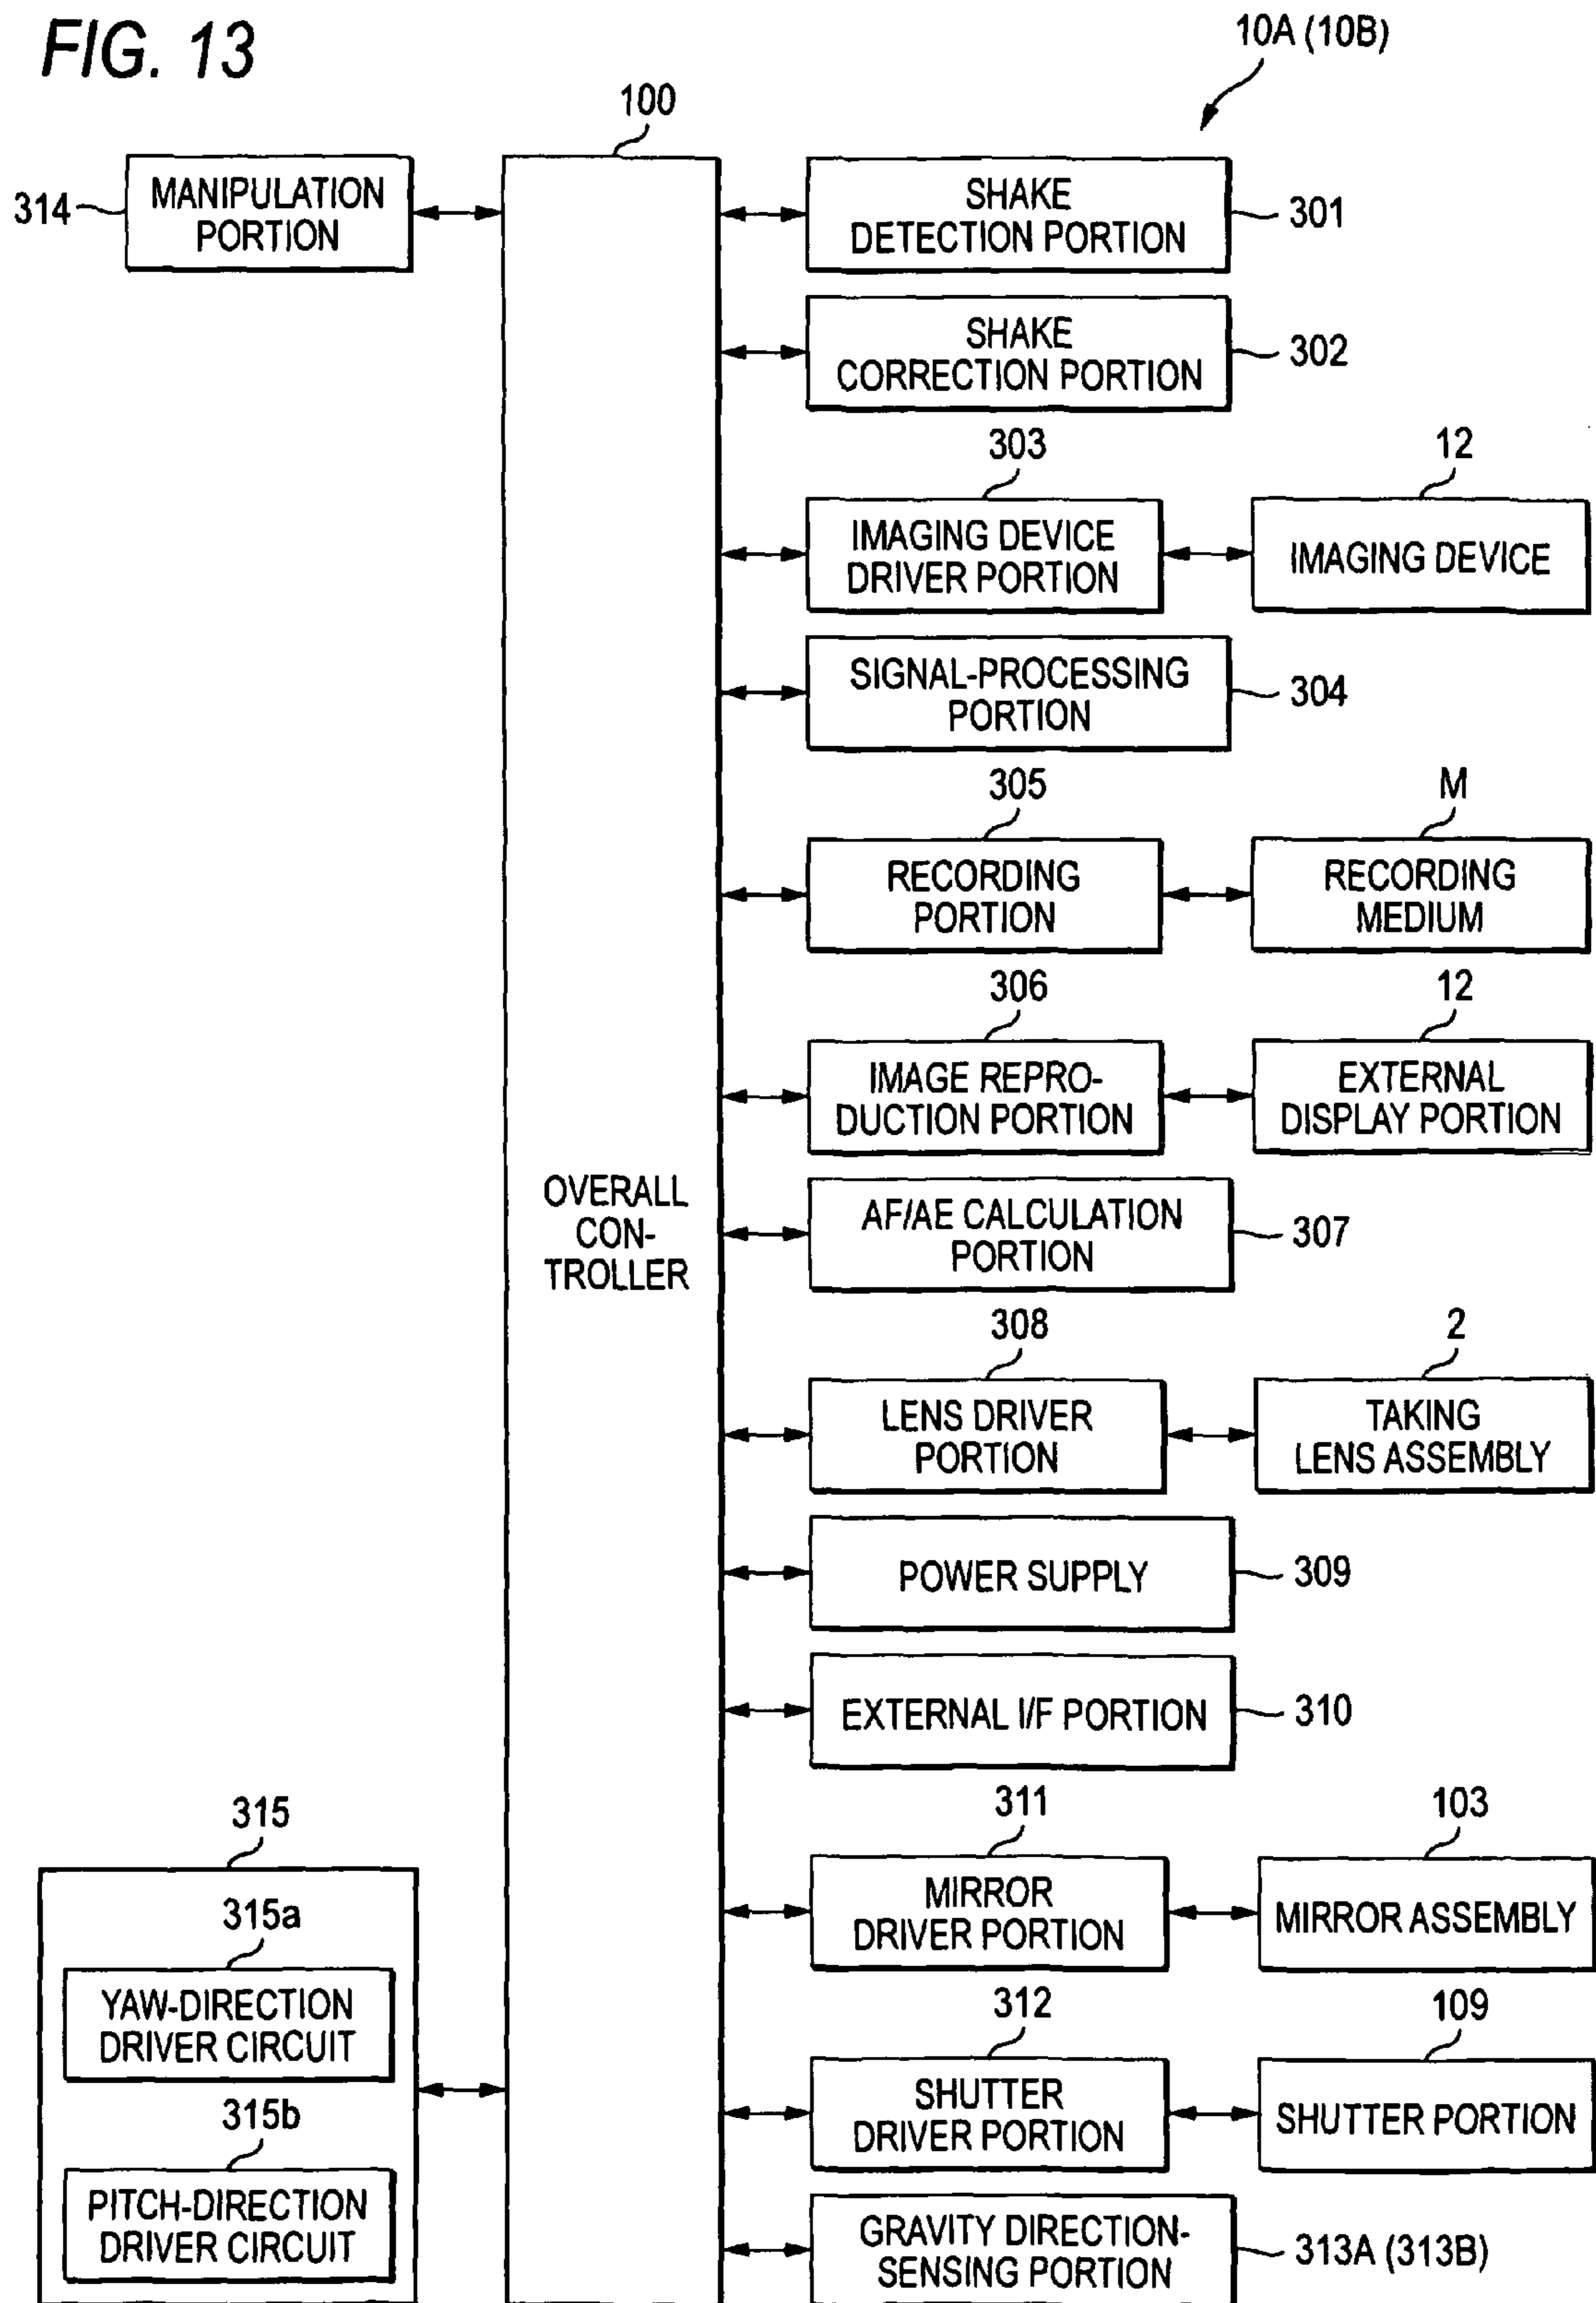 FIG. 13
10A (10B)
100
314
MANIPULATION
PORTION
SHAKE
DETECTION PORTION
301
SHAKE
CORRECTION PORTION
302
303
12
IMAGING DEVICE
DRIVER PORTION
IMAGING DEVICE
SIGNAL-PROCESSING
PORTION
304
305
M
RECORDING
PORTION
RECORDING
MEDIUM
306
12
IMAGE REPRO-
DUCTION PORTION
EXTERNAL
DISPLAY PORTION
OVERALL
CON-
TROLLER
AF/AE CALCULATION
PORTION
307
308
2
LENS DRIVER
PORTION
TAKING
LENS ASSEMBLY
POWER SUPPLY
309
EXTERNAL I/F PORTION
310
311
103
MIRROR
DRIVER PORTION
MIRROR ASSEMBLY
312
109
SHUTTER
DRIVER PORTION
SHUTTER PORTION
GRAVITY DIRECTION-
SENSING PORTION
313A (313B)
315
315a
YAW-DIRECTION
DRIVER CIRCUIT
315b
PITCH-DIRECTION
DRIVER CIRCUIT